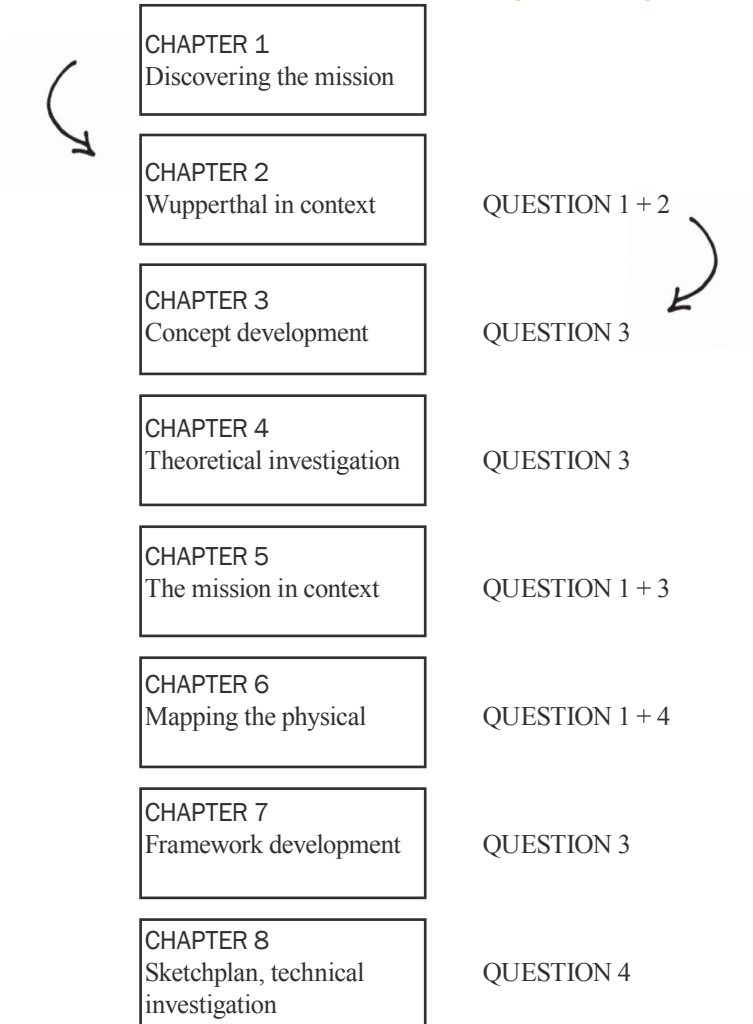 CHAPTER 1
Discovering the mission
CHAPTER 2
Wupperthal in context
QUESTION 1 + 2
CHAPTER 3
Concept development
QUESTION 3
CHAPTER 4
Theoretical investigation
QUESTION 3
CHAPTER 5
The mission in context
QUESTION 1 + 3
CHAPTER 6
Mapping the physical
QUESTION 1 + 4
CHAPTER 7
Framework development
QUESTION 3
CHAPTER 8
Sketchplan, technical
investigation
QUESTION 4